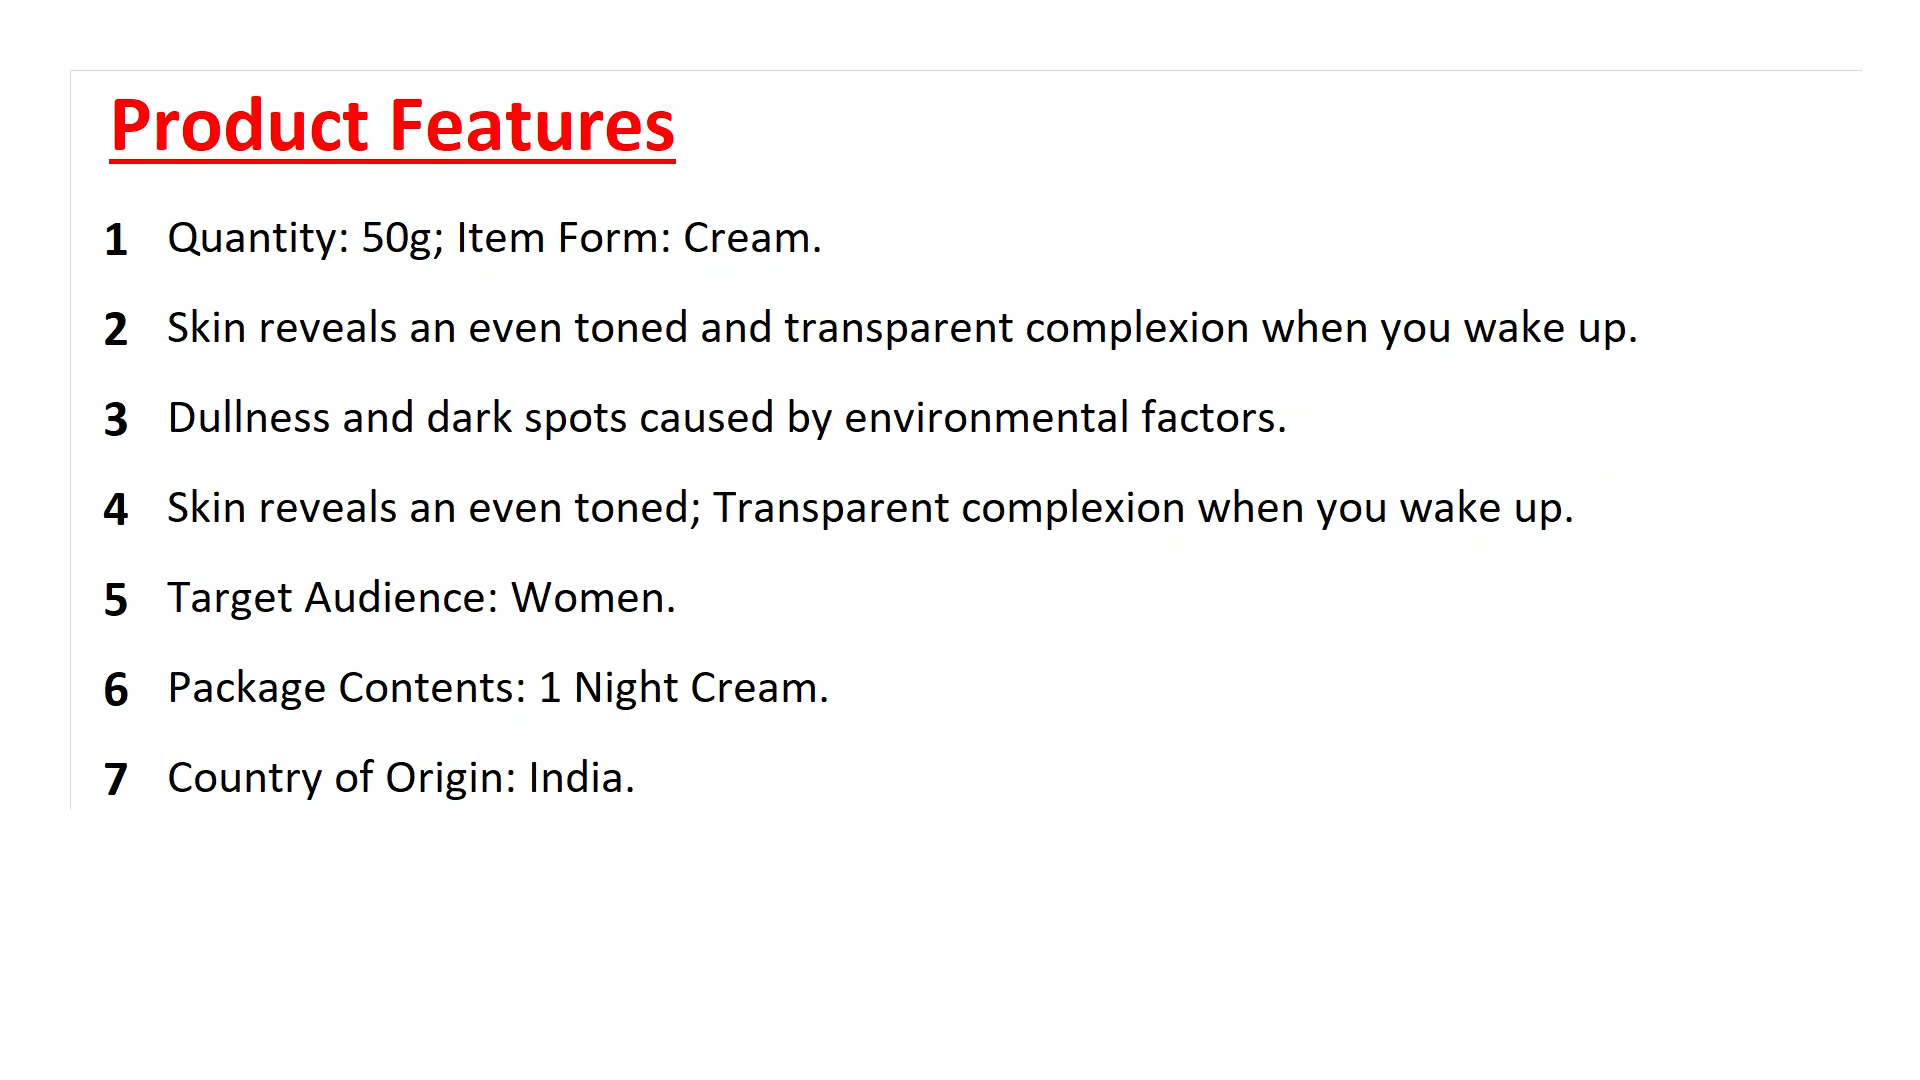 Product Features
1 Quantity: 50g; Item Form: Cream.
2 Skin reveals an even toned and transparent complexion when you wake up.
3 Dullness and dark spots caused by environmental factors.
4 Skin reveals an even toned; Transparent complexion when you wake up.
5 Target Audience: Women.
6 Package Contents: 1 Night Cream.
7 Country of Origin: India.